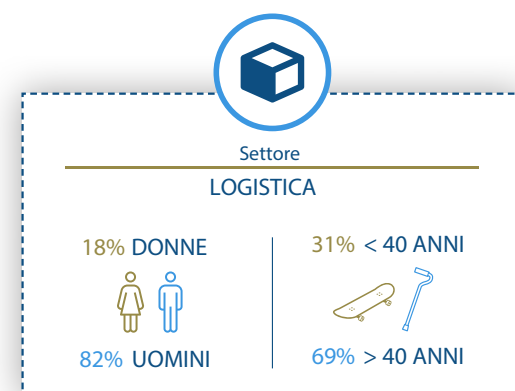 Settore
LOGISTICA
18% DONNE
82% UOMINI
31% < 40 ANNI
69% > 40 ANNI